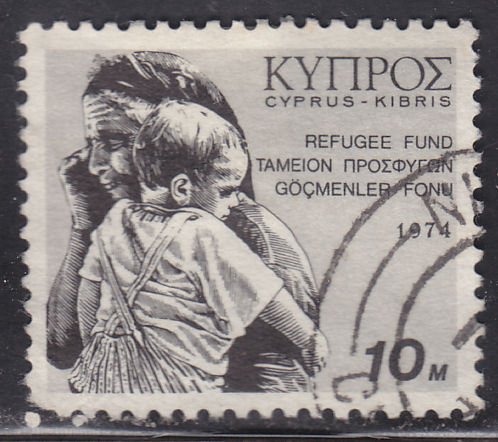 ΚΥΠΡΟΣ
CYPRUS - KIBRIS
REFUGEE FUND
ΤΑΜΕΙΟΝ ΠΡΟΣΦΥΓΩΝ
GÖÇMENLER FONU
1974
10 M